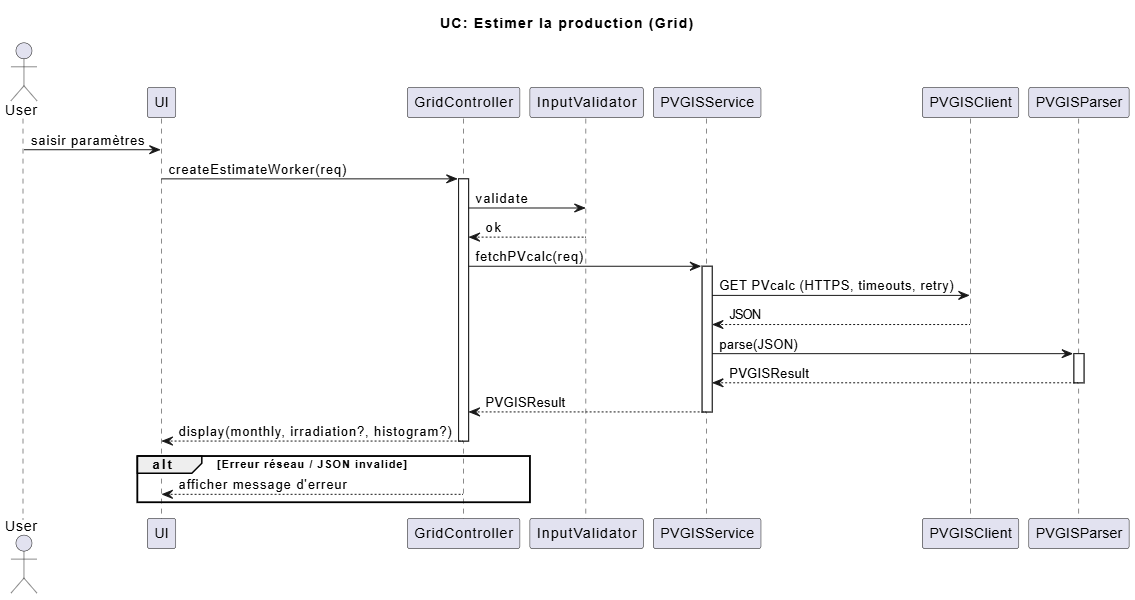 UC: Estimer la production (Grid)
User
UI
GridController
InputValidator
PVGISService
PVGISClient
PVGISParser
saisir paramètres
createEstimateWorker(req)
validate
ok
fetchPVcalc(req)
GET PVcalc (HTTPS, timeouts, retry)
JSON
parse(JSON)
PVGISResult
PVGISResult
display(monthly, irradiation?, histogram?)
alt [Erreur réseau / JSON invalide]
afficher message d'erreur
User
UI
GridController
InputValidator
PVGISService
PVGISClient
PVGISParser